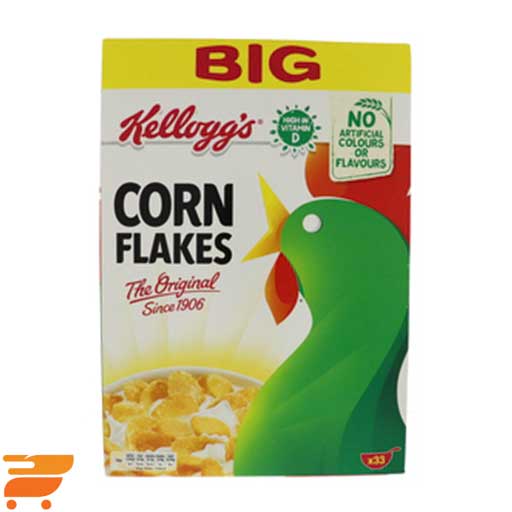 BIG
Kellogg's
HIGH IN
VITAMIN
D
NO
ARTIFICIAL
COLOURS
OR
FLAVOURS
CORN
FLAKES
The Original
Since 1906
x33